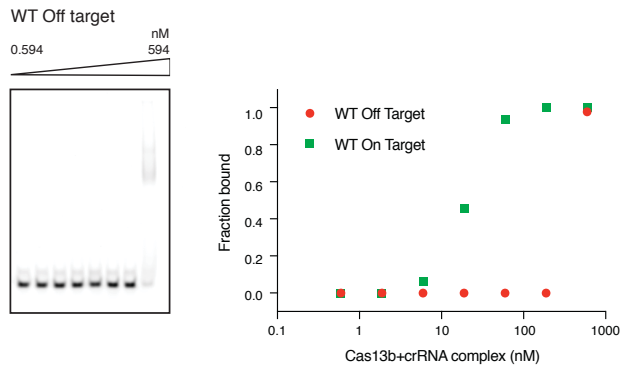 WT Off target
nM
0.594 594
1.0
0.8
0.6
0.4
0.2
0.0
Fraction bound
WT Off Target
WT On Target
0.1 1 10 100 1000
Cas13b+crRNA complex (nM)